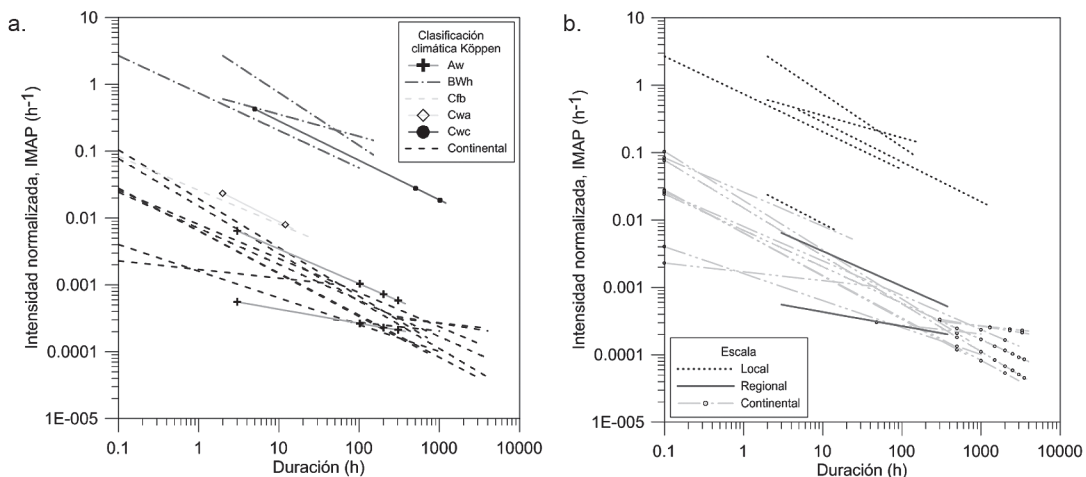 a.
Intensidad normalizada, IMAP (h⁻¹)
10
1
0.1
0.01
0.001
0.0001
1E-005
0.1
1
10
100
1000
10000
Duración (h)
Clasificación
climática Köppen
Aw
BWh
Cfb
Cwa
Cwc
Continental
b.
Intensidad normalizada, IMAP (h⁻¹)
10
1
0.1
0.01
0.001
0.0001
1E-005
0.1
1
10
100
1000
10000
Duración (h)
Escala
Local
Regional
Continental